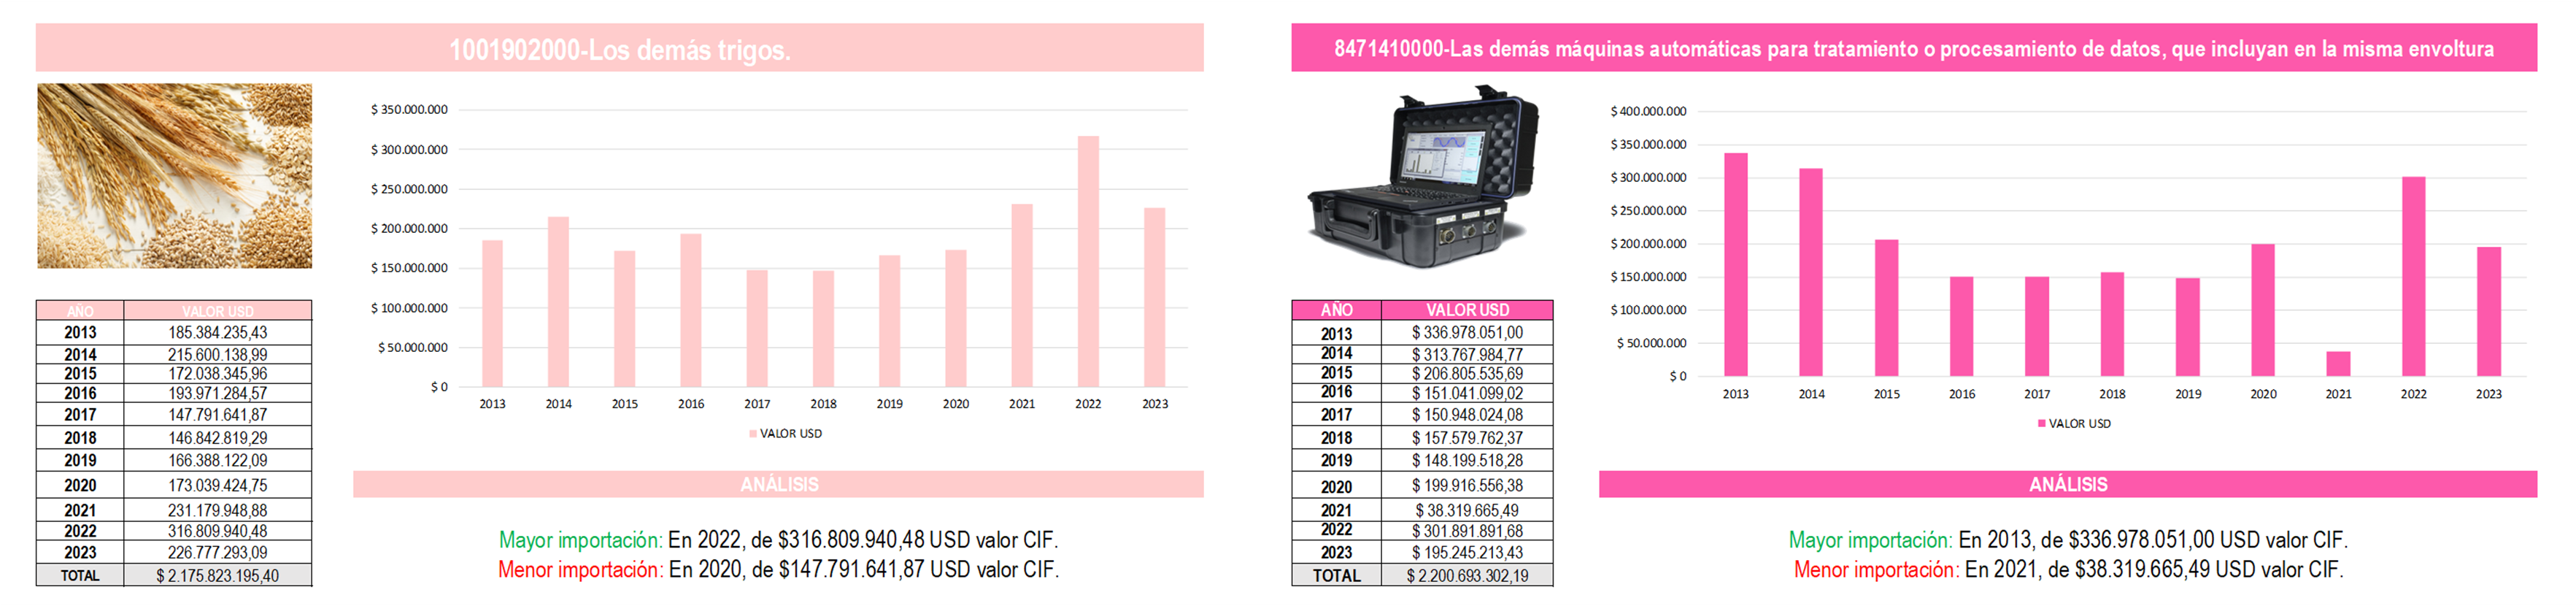 1001902000-Los demás trigos.
$ 350.000.000
$ 300.000.000
$ 250.000.000
$ 200.000.000
$ 150.000.000
$ 100.000.000
$ 50.000.000
$ 0
2013 2014 2015 2016 2017 2018 2019 2020 2021 2022 2023
VALOR USD
AÑO VALOR USD
2013 185.384.235,43
2014 215.600.138,99
2015 172.038.345,96
2016 193.971.284,57
2017 147.791.641,87
2018 146.842.819,29
2019 166.388.122,09
2020 173.039.424,75
2021 231.179.948,88
2022 316.809.940,48
2023 226.777.293,09
TOTAL $ 2.175.823.195,40
ANÁLISIS
Mayor importación: En 2022, de $316.809.940,48 USD valor CIF.
Menor importación: En 2020, de $147.791.641,87 USD valor CIF.
8471410000-Las demás máquinas automáticas para tratamiento o procesamiento de datos, que incluyan en la misma envoltura
$ 400.000.000
$ 350.000.000
$ 300.000.000
$ 250.000.000
$ 200.000.000
$ 150.000.000
$ 100.000.000
$ 50.000.000
$ 0
2013 2014 2015 2016 2017 2018 2019 2020 2021 2022 2023
VALOR USD
AÑO VALOR USD
2013 $ 336.978.051,00
2014 $ 313.767.984,77
2015 $ 206.805.535,69
2016 $ 151.041.099,02
2017 $ 150.948.024,08
2018 $ 157.579.762,37
2019 $ 148.199.518,28
2020 $ 199.916.556,38
2021 $ 38.319.665,49
2022 $ 301.891.891,68
2023 $ 195.245.213,43
TOTAL $ 2.200.693.302,19
ANÁLISIS
Mayor importación: En 2013, de $336.978.051,00 USD valor CIF.
Menor importación: En 2021, de $38.319.665,49 USD valor CIF.